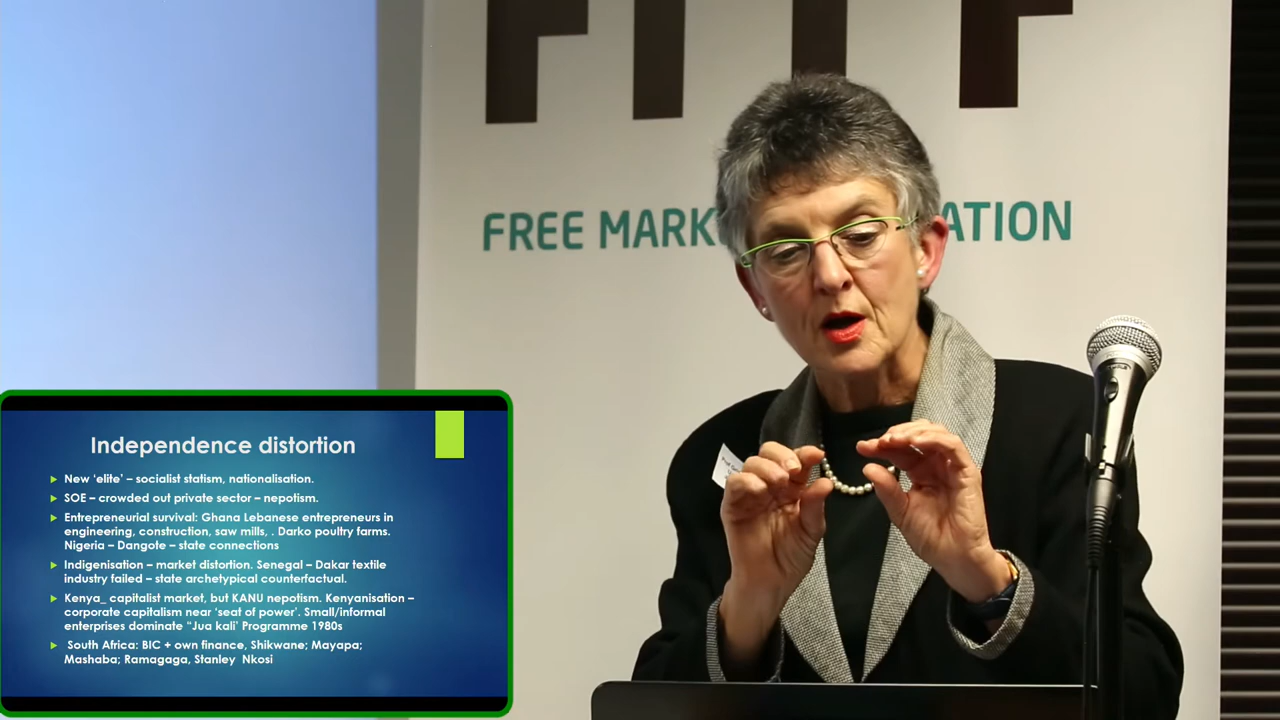 FREE MARK ATION
Independence distortion
New ‘elite’ – socialist statism, nationalisation.
SOE – crowded out private sector – nepotism.
Entrepreneurial survival: Ghana Lebanese entrepreneurs in
engineering, construction, saw mills, . Darko poultry farms.
Nigeria – Dangote – state connections
Indigenisation – market distortion. Senegal – Dakar textile
industry failed – state archetypical counterfactual.
Kenya_ capitalist market, but KANU nepotism. Kenyanisation –
corporate capitalism near ‘seat of power’. Small/informal
enterprises dominate “Jua kali’ Programme 1980s
South Africa: BIC + own finance, Shikwane; Mayapa;
Mashaba; Ramagaga, Stanley Nkosi